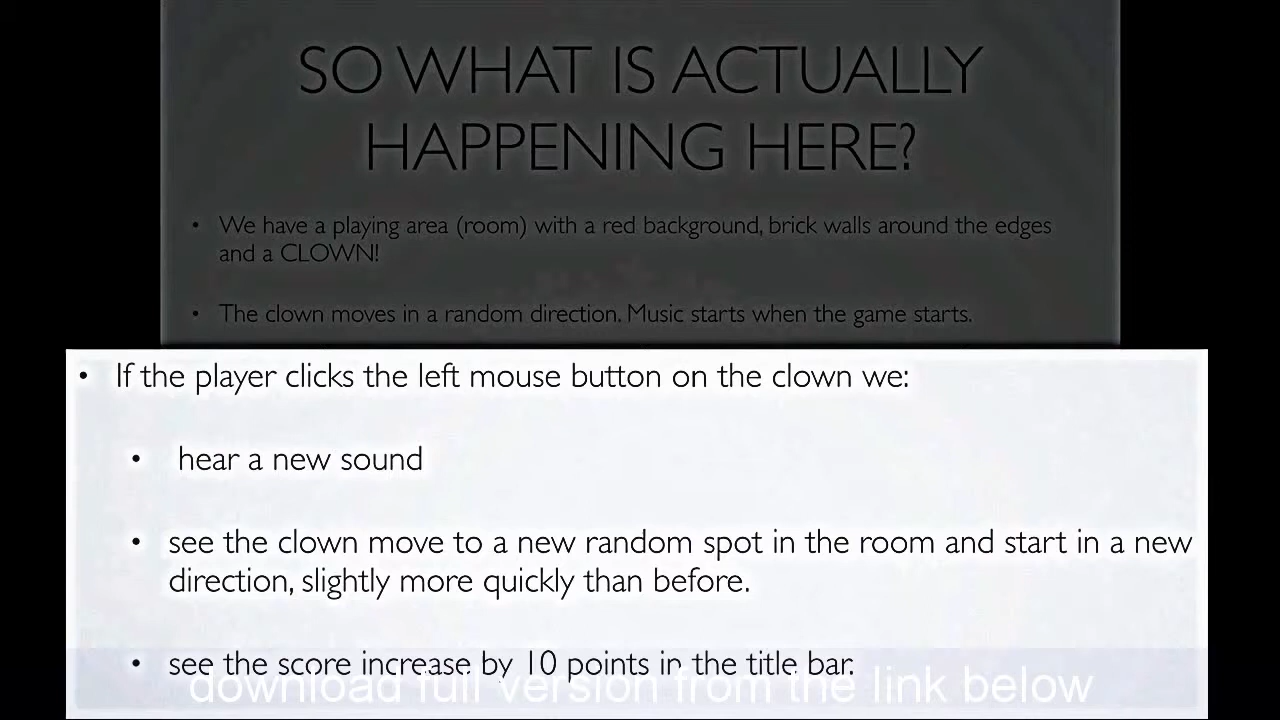 SO WHAT IS ACTUALLY
HAPPENING HERE?
• We have a playing area (room) with a red background, brick walls around the edges
and a CLOWN!
• The clown moves in a random direction. Music starts when the game starts.
• If the player clicks the left mouse button on the clown we:
• hear a new sound
• see the clown move to a new random spot in the room and start in a new
direction, slightly more quickly than before.
• see the score increase by 10 points in the title bar.
download full version from the link below